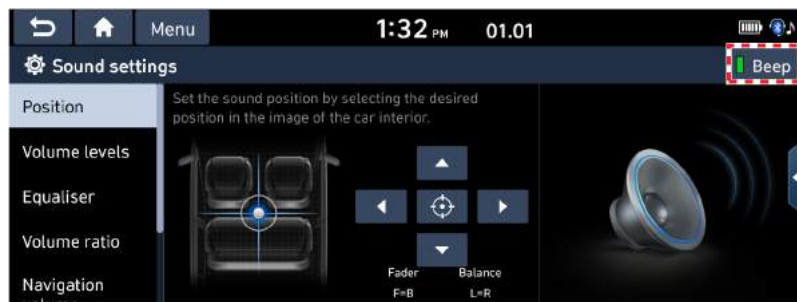 Menu
1:32 PM 01.01
Sound settings
Beep
Position
Set the sound position by selecting the desired
position in the image of the car interior.
Volume levels
Equaliser
Volume ratio
Fader Balance
F=B L=R
Navigation